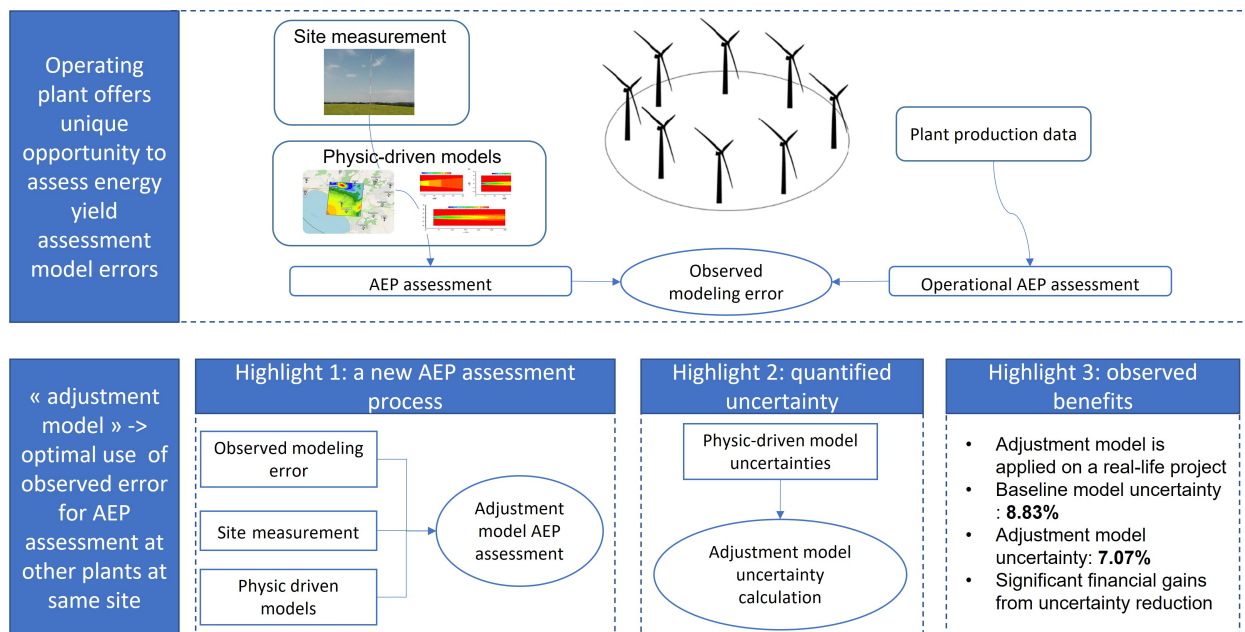 Operating
plant offers
unique
opportunity to
assess energy
yield
assessment
model errors
Site measurement
Physic-driven models
AEP assessment
Observed
modeling error
Plant production data
Operational AEP assessment
« adjustment
model » ->
optimal use of
observed error
for AEP
assessment at
other plants at
same site
Highlight 1: a new AEP assessment
process
Observed modeling
error
Site measurement
Physic driven
models
Adjustment
model AEP
assessment
Highlight 2: quantified
uncertainty
Physic-driven model
uncertainties
Adjustment model
uncertainty
calculation
Highlight 3: observed
benefits
• Adjustment model is
applied on a real-life project
• Baseline model uncertainty
: 8.83%
• Adjustment model
uncertainty: 7.07%
• Significant financial gains
from uncertainty reduction